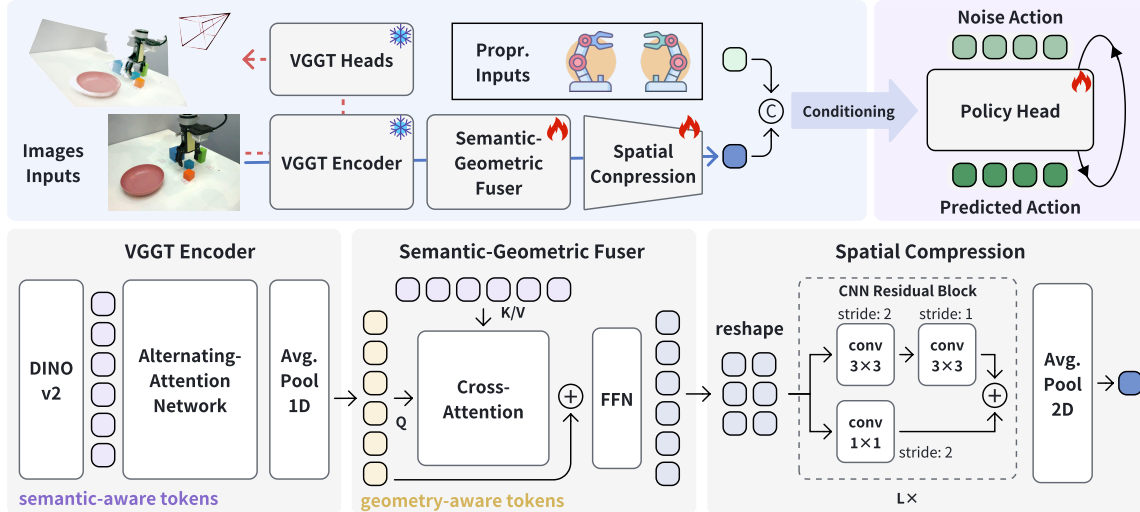 VGGT Heads
Propr.
Inputs
Noise Action
Images
Inputs
VGGT Encoder
Semantic-
Geometric
Fuser
Spatial
Conpression
C
Conditioning
Policy Head
Predicted Action
VGGT Encoder
DINO
v2
Alternating-
Attention
Network
Avg.
Pool
1D
semantic-aware tokens
Semantic-Geometric Fuser
K/V
Q
Cross-
Attention
+
FFN
geometry-aware tokens
Spatial Compression
reshape
CNN Residual Block
stride: 2
stride: 1
conv
3×3
conv
3×3
conv
1×1
stride: 2
+
L×
Avg.
Pool
2D